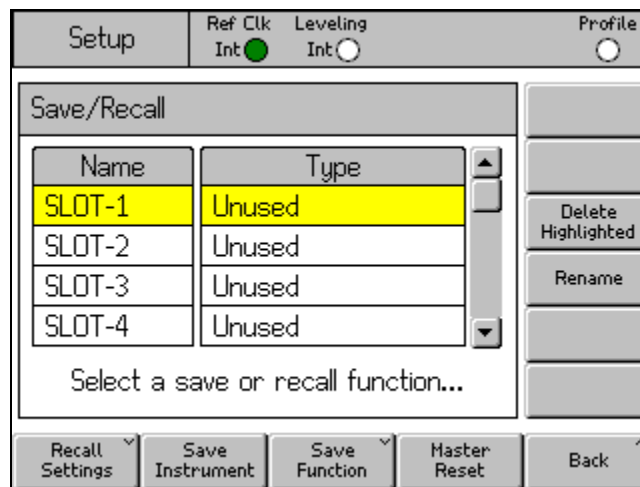 Setup
Ref Clk Leveling Profile
Int Int
Save/Recall
Name Type
SLOT-1 Unused
SLOT-2 Unused
SLOT-3 Unused
SLOT-4 Unused
Select a save or recall function...
Delete
Highlighted
Rename
Recall
Settings
Save
Instrument
Save
Function
Master
Reset
Back